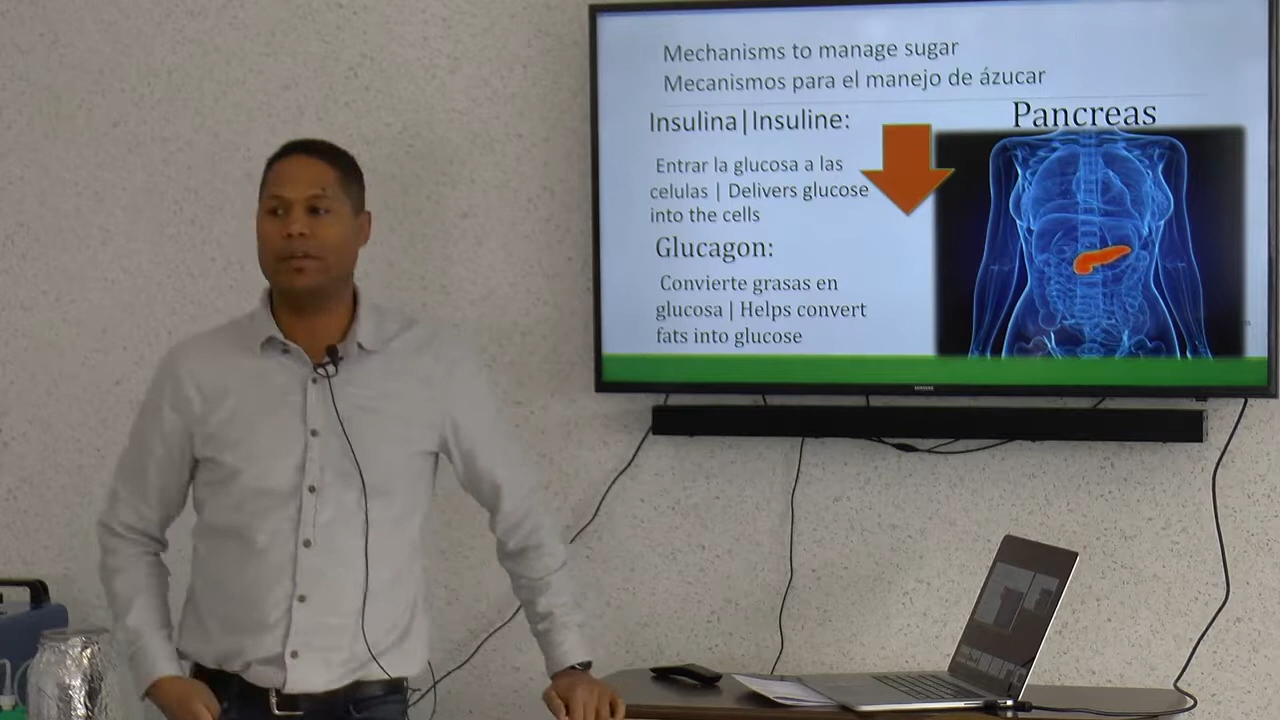 Mechanisms to manage sugar
Mecanismos para el manejo de ázucar
Insulina|Insuline:
Entrar la glucosa a las
celulas | Delivers glucose
into the cells
Glucagon:
Convierte grasas en
glucosa | Helps convert
fats into glucose
Pancreas
SAMSUNG